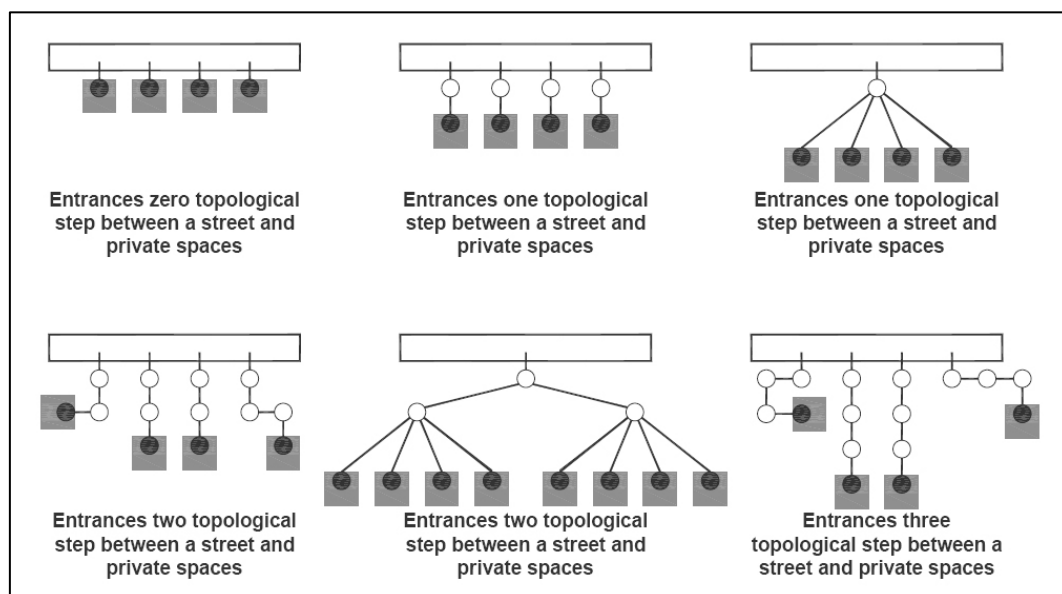 Entrances zero topological
step between a street and
private spaces
Entrances one topological
step between a street and
private spaces
Entrances one topological
step between a street and
private spaces
Entrances two topological
step between a street and
private spaces
Entrances two topological
step between a street and
private spaces
Entrances three
topological step between a
street and private spaces